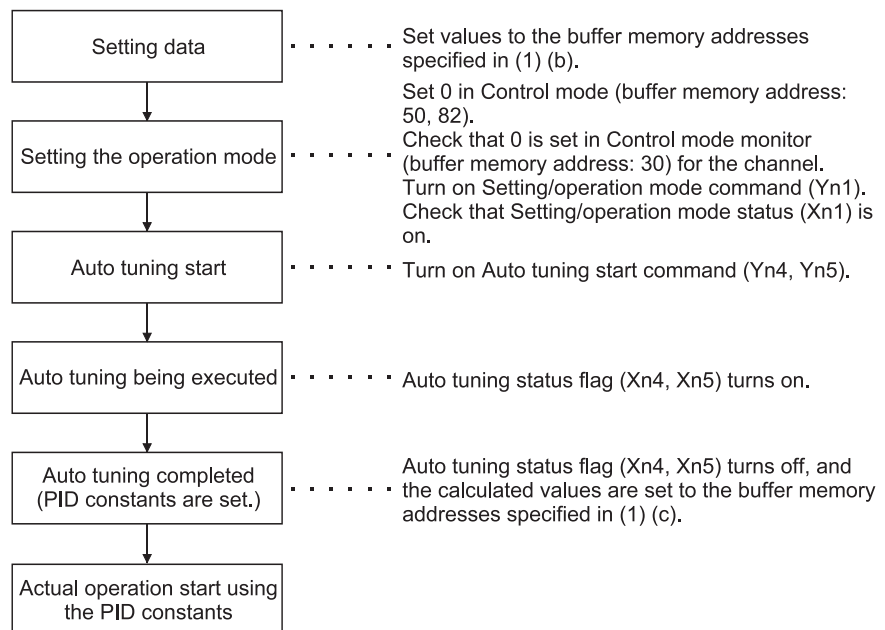 Setting data
Set values to the buffer memory addresses
specified in (1) (b).
Setting the operation mode
Set 0 in Control mode (buffer memory address:
50, 82).
Check that 0 is set in Control mode monitor
(buffer memory address: 30) for the channel.
Turn on Setting/operation mode command (Yn1).
Check that Setting/operation mode status (Xn1) is
on.
Auto tuning start
Turn on Auto tuning start command (Yn4, Yn5).
Auto tuning being executed
Auto tuning status flag (Xn4, Xn5) turns on.
Auto tuning completed
(PID constants are set.)
Auto tuning status flag (Xn4, Xn5) turns off, and
the calculated values are set to the buffer memory
addresses specified in (1) (c).
Actual operation start using
the PID constants